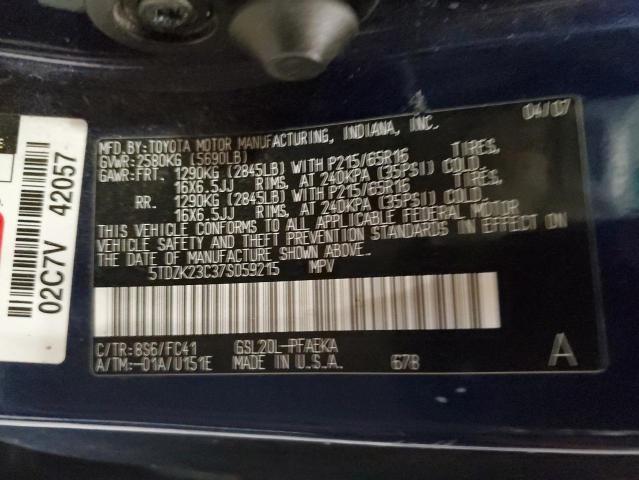 04/07
MFD. BY: TOYOTA MOTOR MANUFACTURING, INDIANA, INC.
GVWR: 2580KG (5690LB)
GAWR: FRT. 1290KG (2845LB) WITH P215/65R16 TIRES,
16X6.5JJ RIMS, AT 240KPA (35PSI) COLD.
RR. 1290KG (2845LB) WITH P215/65R16 TIRES,
16X6.5JJ RIMS, AT 240KPA (35PSI) COLD.
THIS VEHICLE CONFORMS TO ALL APPLICABLE FEDERAL MOTOR
VEHICLE SAFETY AND THEFT PREVENTION STANDARDS IN EFFECT ON
THE DATE OF MANUFACTURE SHOWN ABOVE.
5TDZK23C37S059215 MPV
C/TR: 8S6/FC41 GSL20L-PFAEKA
A/TM: -01A/U151E MADE IN U.S.A. 678 A
02C7V 42057